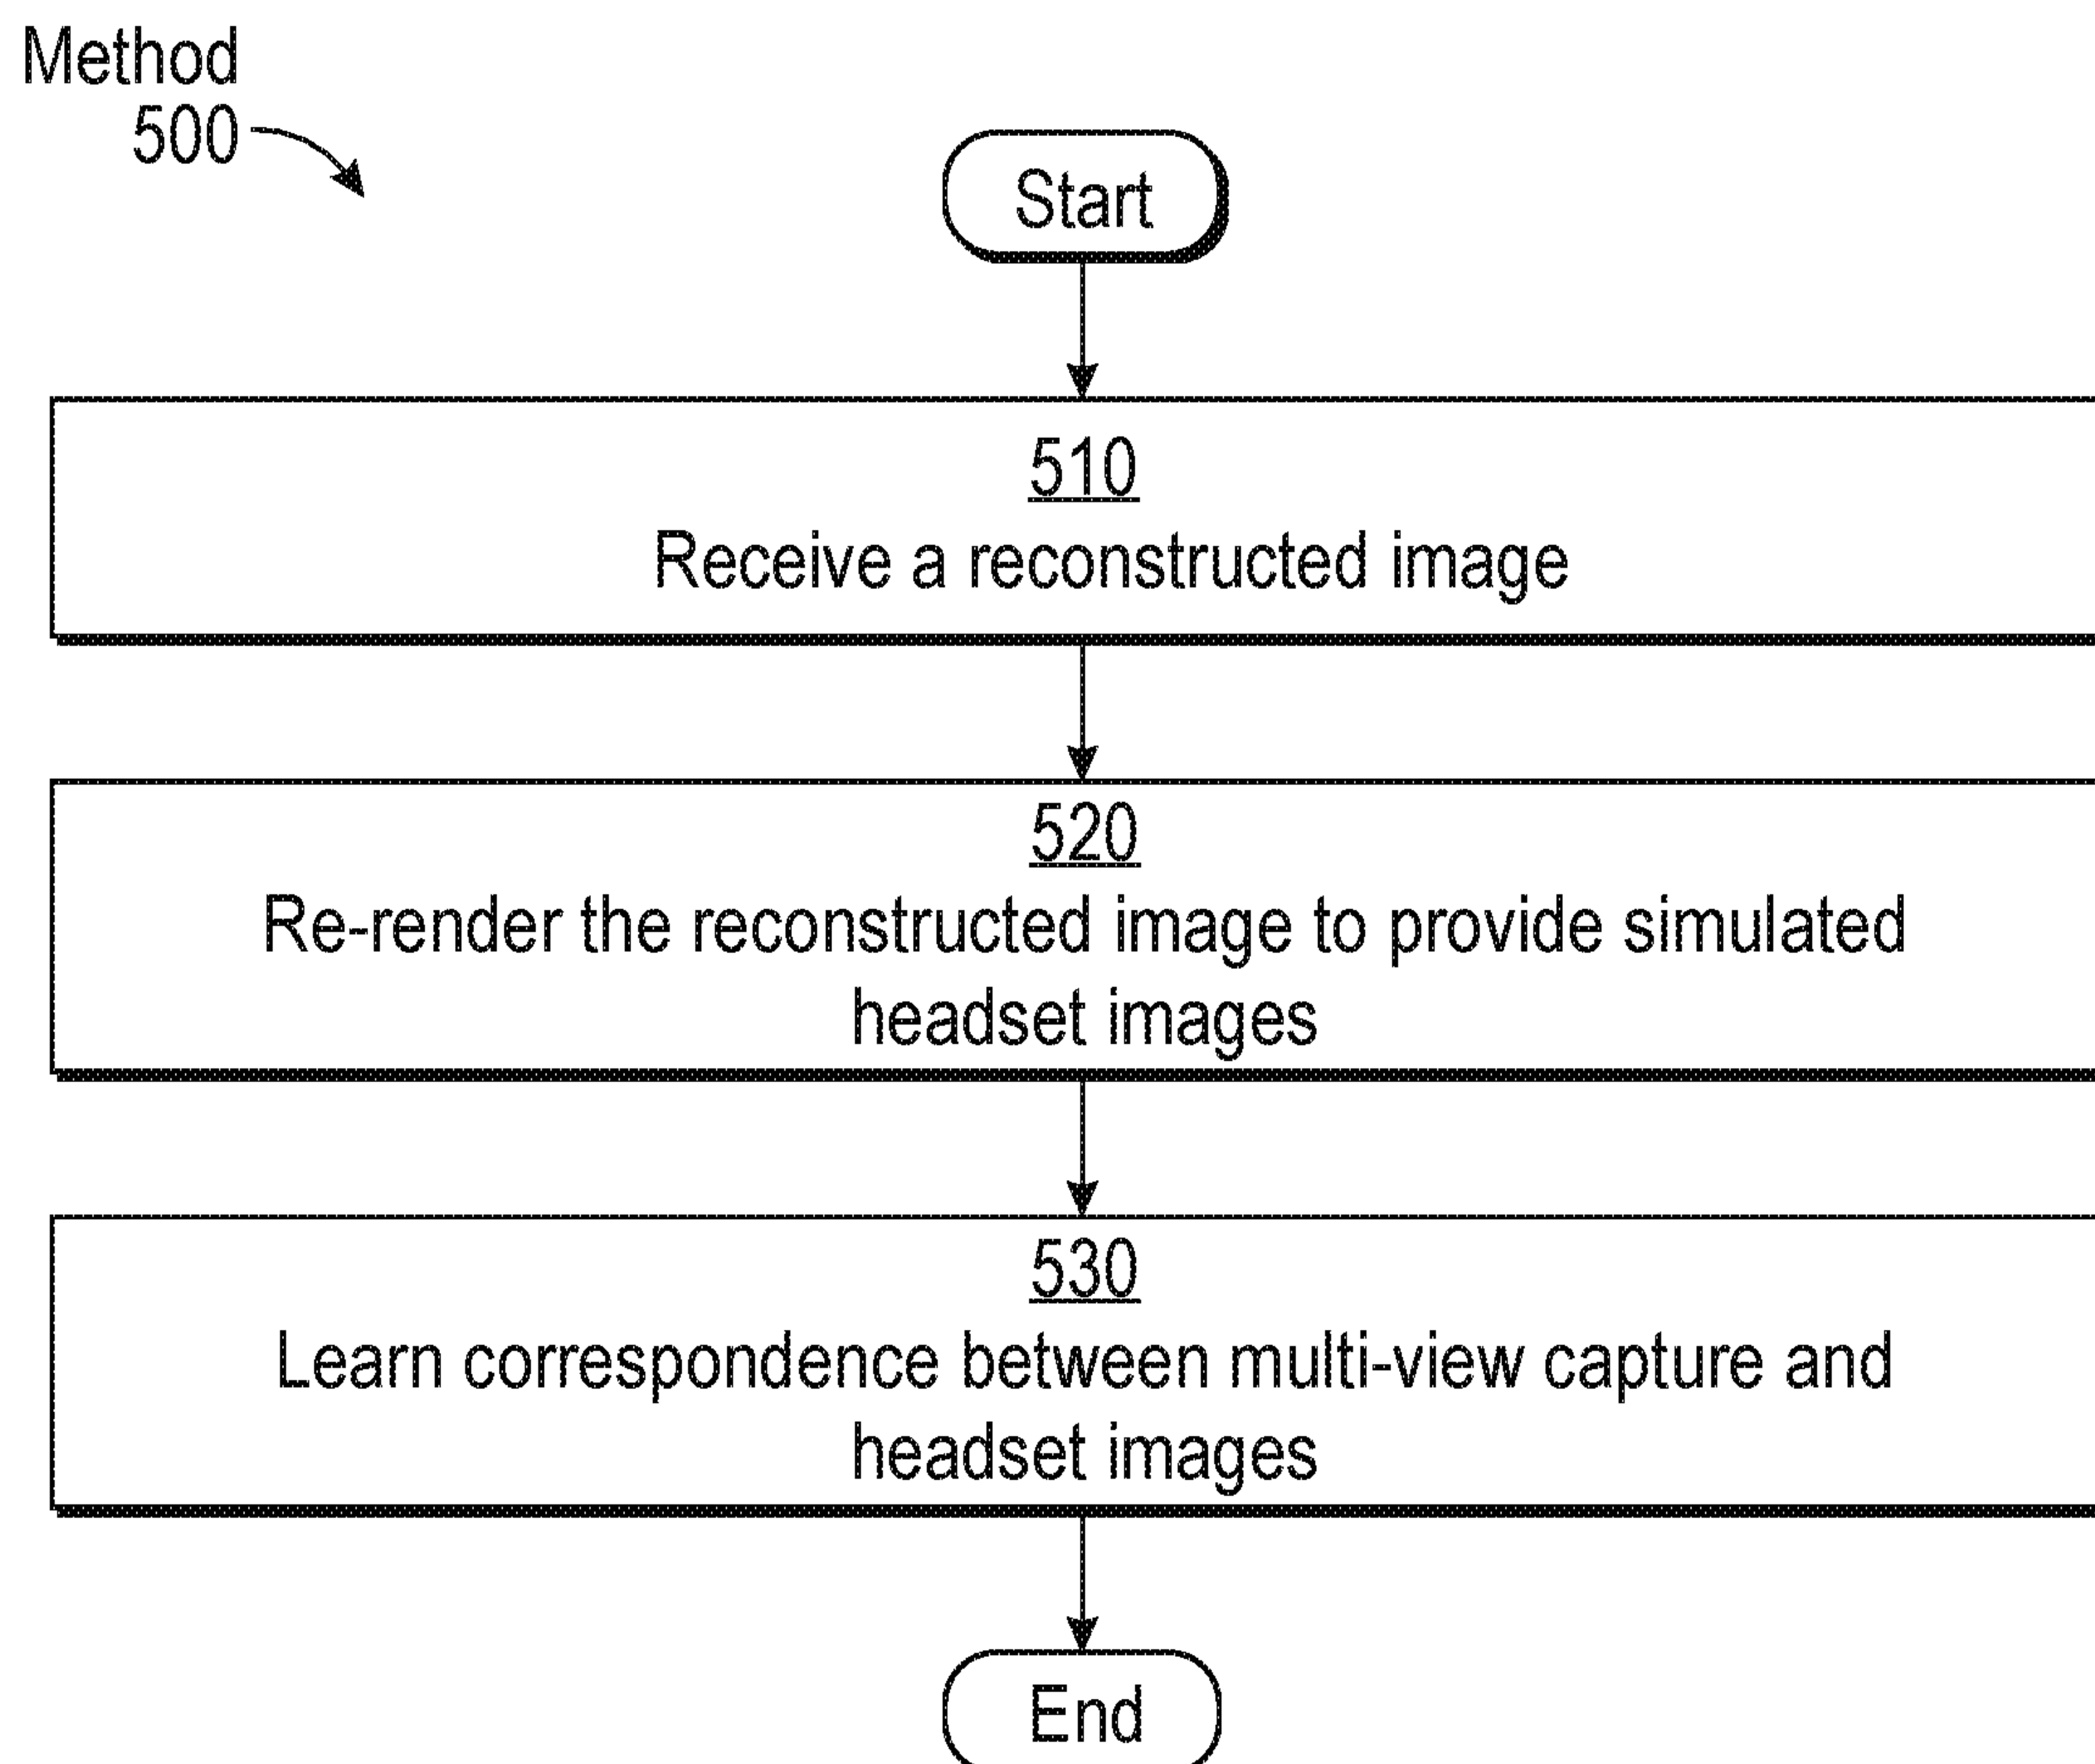 Method
500
Start
510
Receive a reconstructed image
520
Re-render the reconstructed image to provide simulated
headset images
530
Learn correspondence between multi-view capture and
headset images
End